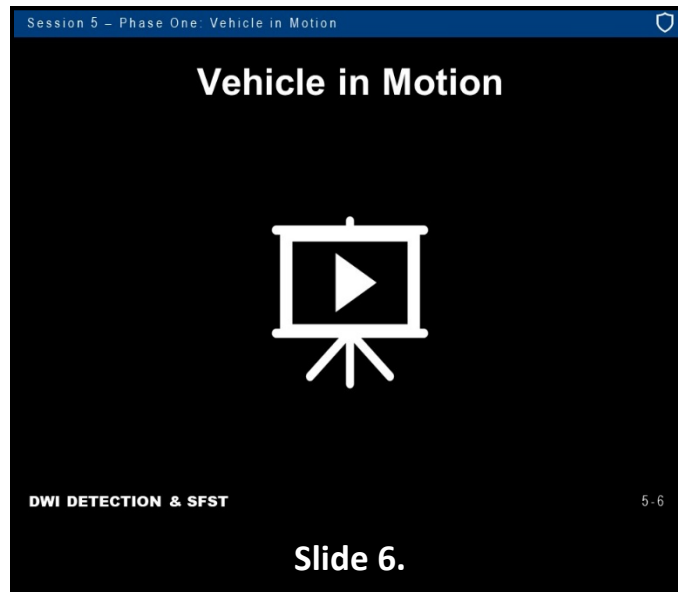 Session 5 – Phase One: Vehicle in Motion
Vehicle in Motion
DWI DETECTION & SFST
5-6
Slide 6.